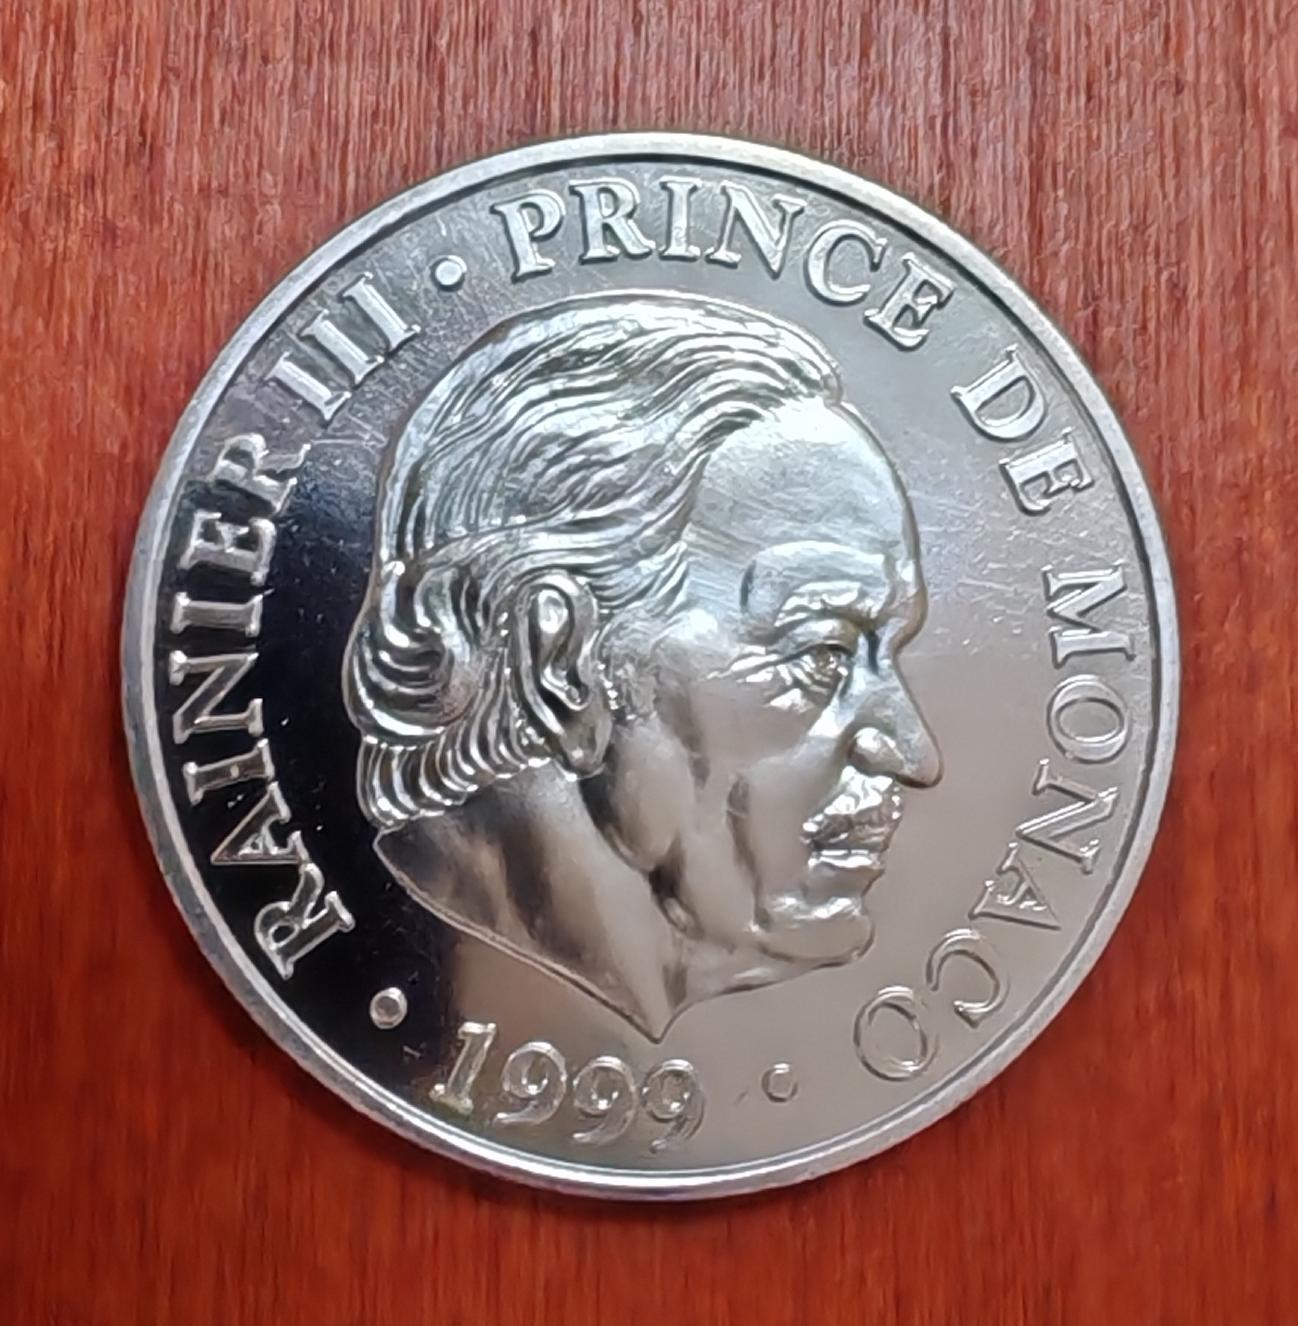 RAINIER III · PRINCE DE MONACO
· 1999 ·